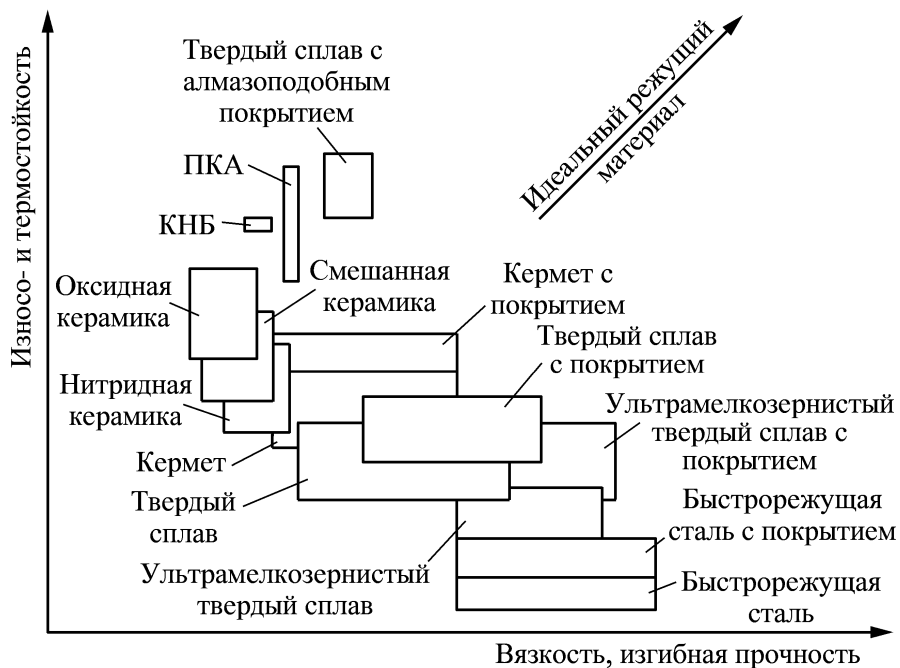 Износо- и термостойкость
Твердый сплав с
алмазоподобным
покрытием
Идеальный режущий
материал
ПКА
КНБ
Оксидная
керамика
Смешанная
керамика
Кермет с
покрытием
Твердый сплав
с покрытием
Нитридная
керамика
Ультрамелкозернистый
твердый сплав с
покрытием
Кермет
Твердый
сплав
Быстрорежущая
сталь с покрытием
Ультрамелкозернистый
твердый сплав
Быстрорежущая
сталь
Вязкость, изгибная прочность